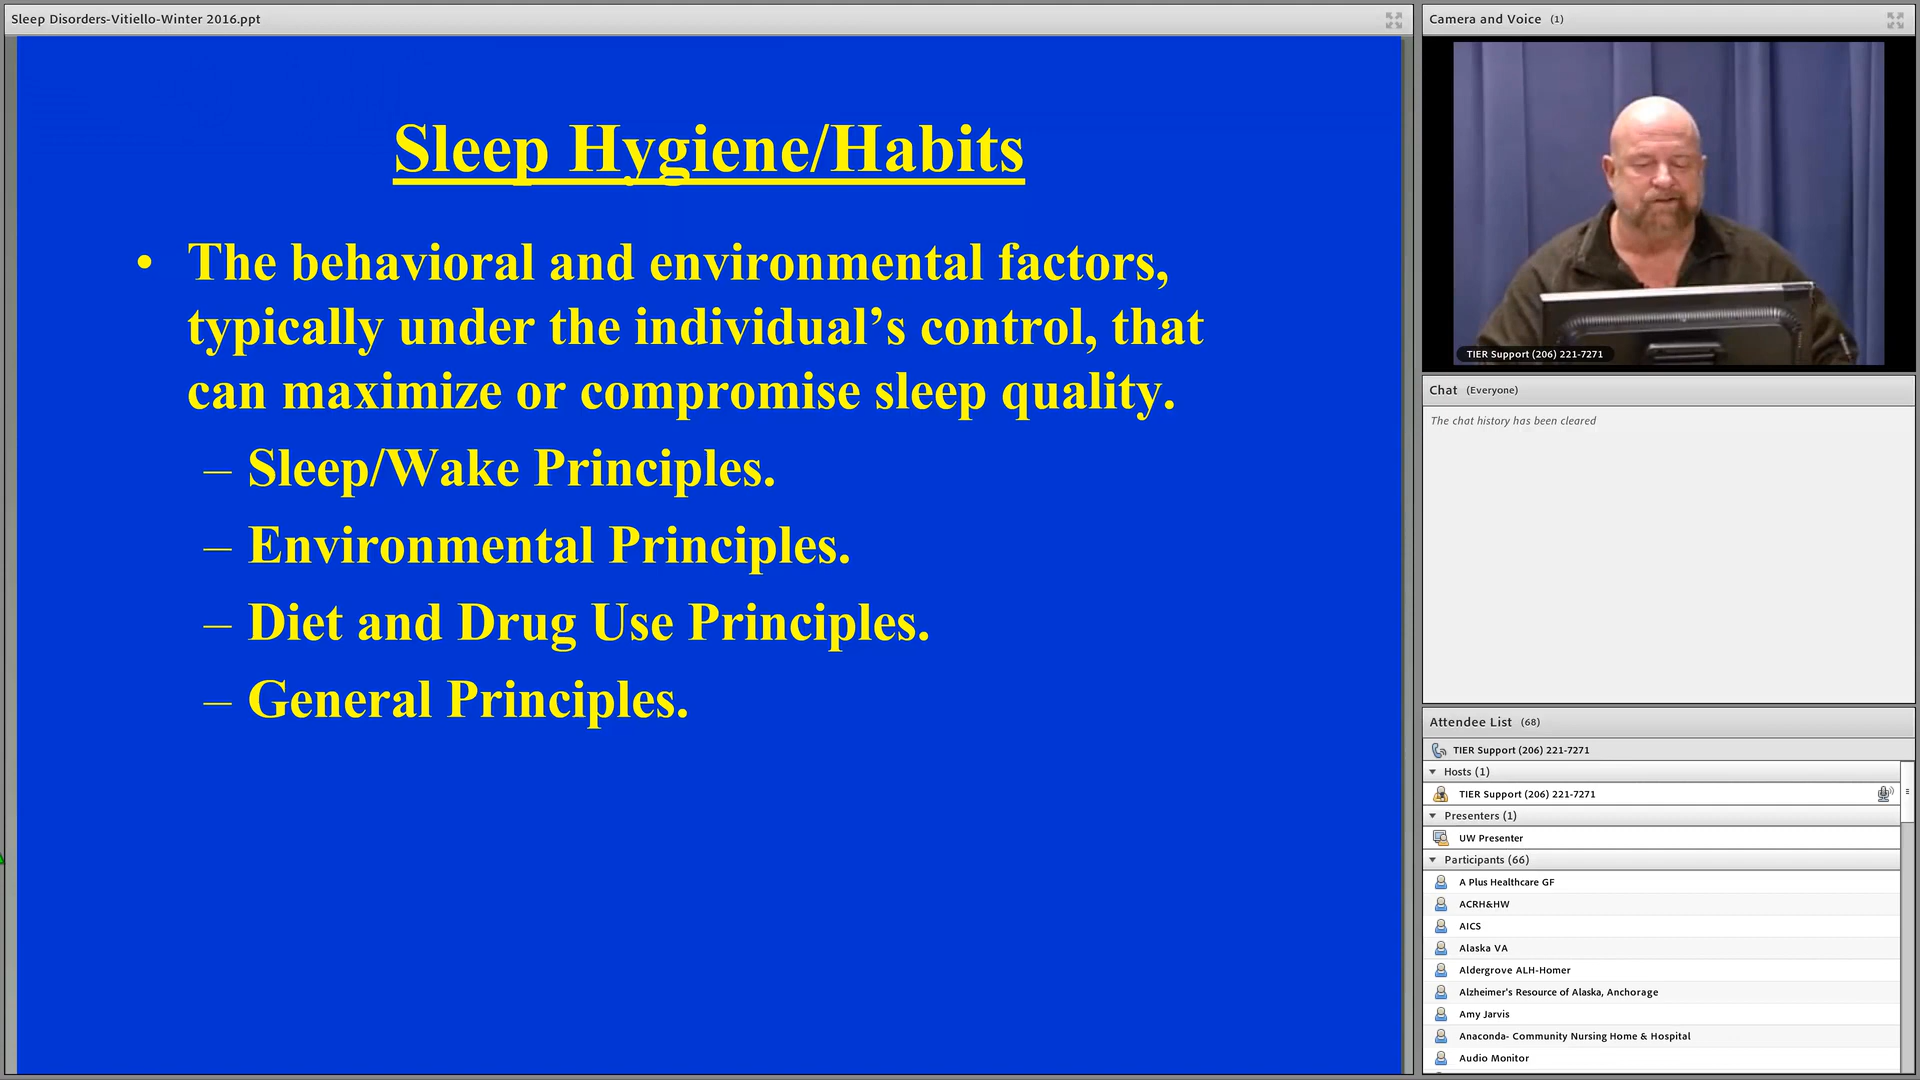 Sleep Disorders-Vitiello-Winter 2016.ppt
Sleep Hygiene/Habits
• The behavioral and environmental factors,
typically under the individual’s control, that
can maximize or compromise sleep quality.
– Sleep/Wake Principles.
– Environmental Principles.
– Diet and Drug Use Principles.
– General Principles.
Camera and Voice (1)
TIER Support (206) 221-7271
Chat (Everyone)
The chat history has been cleared
Attendee List (68)
TIER Support (206) 221-7271
Hosts (1)
TIER Support (206) 221-7271
Presenters (1)
UW Presenter
Participants (66)
A Plus Healthcare GF
ACRH&HW
AICS
Alaska VA
Aldergrove ALH-Homer
Alzheimer's Resource of Alaska, Anchorage
Amy Jarvis
Anaconda- Community Nursing Home & Hospital
Audio Monitor